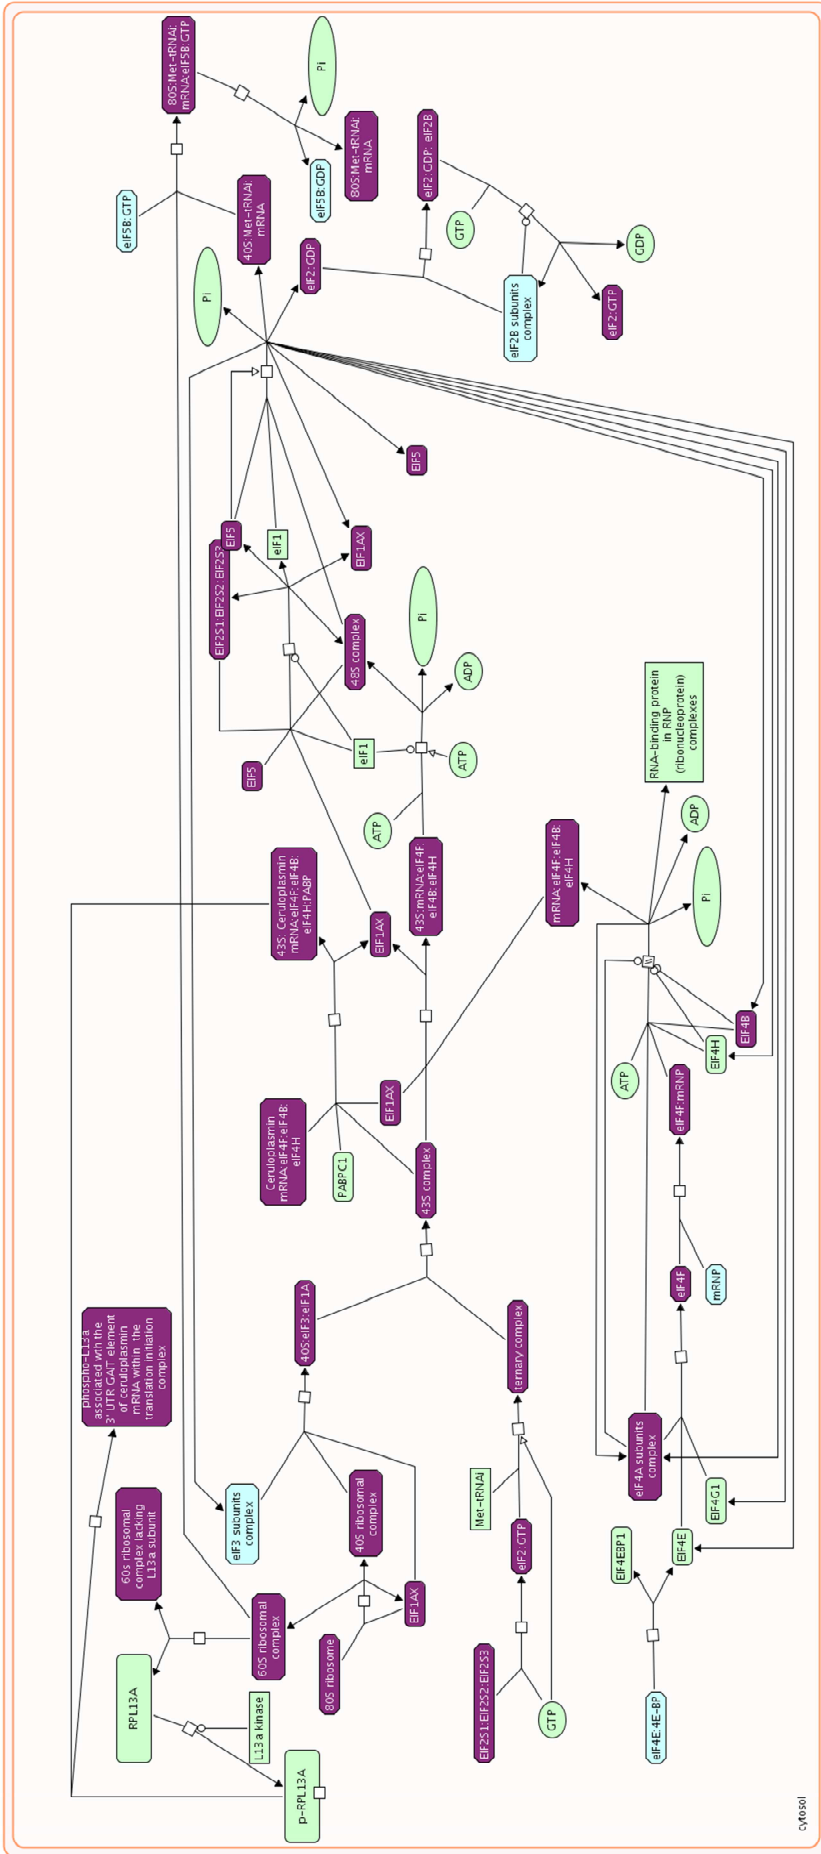 phospho-L13a
associated wth the
3' UTR GAIT element
of ceruloplasmin
mRNA within the
translation initiation
complex
80S:Met-tRNAi:
mRNA:eIF5B:GTP
RPL13A
60s ribosomal
complex lacking
L13a subunit
eIF5B:GTP
Pi
L13a kinase
60S ribosomal
complex
eIF3 subunits
complex
EIF2S1:EIF2S2:EIF2S3
EIF5
Pi
40S:Met-tRNAi:
mRNA
p-RPL13A
Ceruloplasmin
mRNA:eIF4F:eIF4B:
eIF4H
43S: Ceruloplasmin
mRNA:eIF4F:eIF4B:
eIF4H:PABP
EIF5
eIF1
eIF2:GDP
eIF5B:GDP
80S:Met-tRNAi:
mRNA
80S ribosome
40S ribosomal
complex
40S:eIF3:eIF1A
PABPC1
EIF1AX
EIF1AX
eIF1
48S complex
EIF1AX
EIF1AX
43S complex
43S:mRNA:eIF4F:
eIF4B:eIF4H
ATP
Pi
EIF5
eIF2:GDP: eIF2B
ATP
ADP
GTP
EIF2S1:EIF2S2:EIF2S3
Met-tRNAi
eIF2:GTP
ternary complex
eIF2B subunits
complex
GTP
mRNA:eIF4F:eIF4B:
eIF4H
eIF2:GTP
GDP
EIF4EBP1
eIF4A subunits
complex
ATP
eIF4E:4E-BP
EIF4E
eIF4F
eIF4F:mRNP
RNA-binding protein
in RNP
(ribonucleoprotein)
complexes
EIF4G1
mRNP
EIF4H
EIF4B
Pi
ADP
cytosol